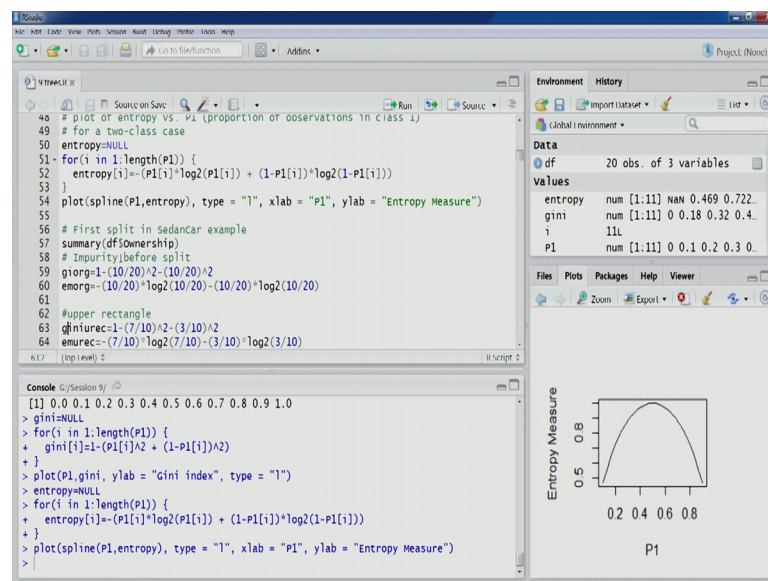 RStudio
File Edit Code View Plots Session Build Debug Profile Tools Help
Go to file/function
Addins
Project: (None)
9 trees.R
Source on Save
Run
Source
48 # plot of entropy vs. P1 (proportion of observations in class 1)
49 # for a two-class case
50 entropy=NULL
51 for(i in 1:length(P1)) {
52 entropy[i]=-(P1[i]*log2(P1[i]) + (1-P1[i])*log2(1-P1[i]))
53 }
54 plot(spline(P1,entropy), type = "l", xlab = "P1", ylab = "Entropy Measure")
55
56 # First split in SedanCar example
57 summary(df$Ownership)
58 # Impurity before split
59 giorg=1-(10/20)^2-(10/20)^2
60 emorg=-(10/20)*log2(10/20)-(10/20)*log2(10/20)
61
62 #upper rectangle
63 giniurec=1-(7/10)^2-(3/10)^2
64 emurec=-(7/10)*log2(7/10)-(3/10)*log2(3/10)
63:2 (Top Level) R Script
Console G:/Session 9/
[1] 0.0 0.1 0.2 0.3 0.4 0.5 0.6 0.7 0.8 0.9 1.0
> gini=NULL
> for(i in 1:length(P1)) {
+ gini[i]=1-(P1[i]^2 + (1-P1[i])^2)
+ }
> plot(P1,gini, ylab = "Gini index", type = "l")
> entropy=NULL
> for(i in 1:length(P1)) {
+ entropy[i]=-(P1[i]*log2(P1[i]) + (1-P1[i])*log2(1-P1[i]))
+ }
> plot(spline(P1,entropy), type = "l", xlab = "P1", ylab = "Entropy Measure")
>
Environment History
Import Dataset
List
Global Environment
Data
df 20 obs. of 3 variables
Values
entropy num [1:11] NaN 0.469 0.722…
gini num [1:11] 0 0.18 0.32 0.4…
i 11L
P1 num [1:11] 0 0.1 0.2 0.3 0…
Files Plots Packages Help Viewer
Zoom Export
Entropy Measure
0.8
0.5
0.2 0.4 0.6 0.8
P1